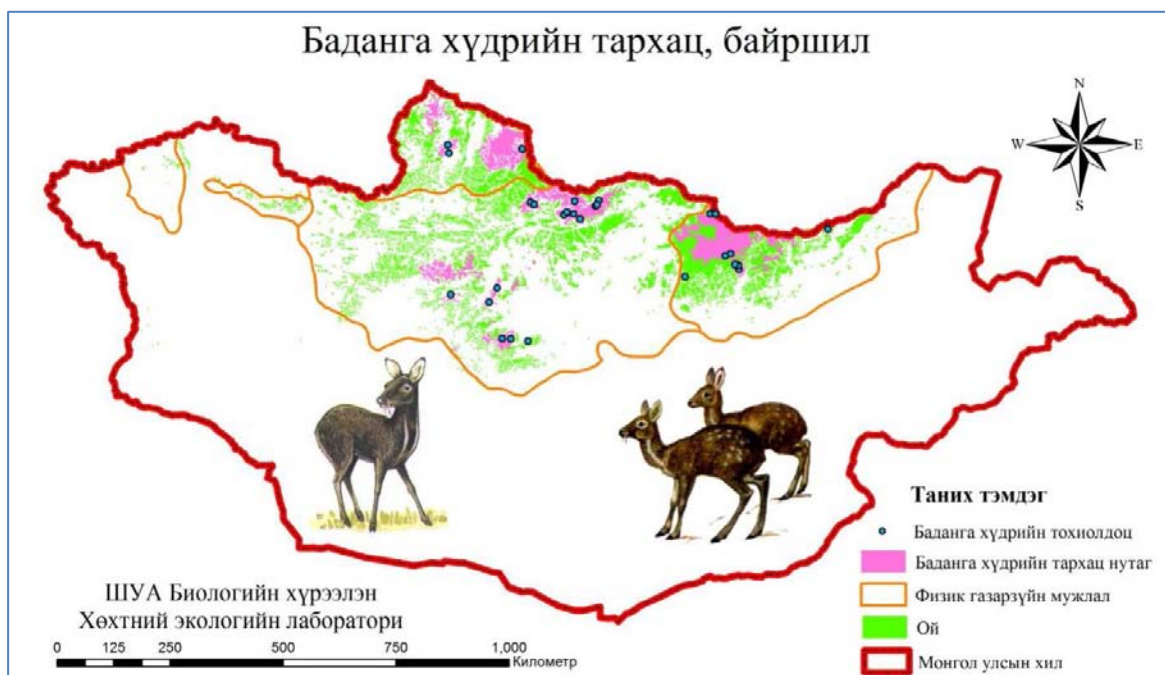 Баданга хүдрийн тархац, байршил
N
W
E
S
Таних тэмдэг
Баданга хүдрийн тохиолдоц
Баданга хүдрийн тархац нутаг
Физик газарзүйн мужлал
Ой
Монгол улсын хил
ШУА Биологийн хүрээлэн
Хөхтний экологийн лаборатори
0 125 250 500 750 1,000
Километр